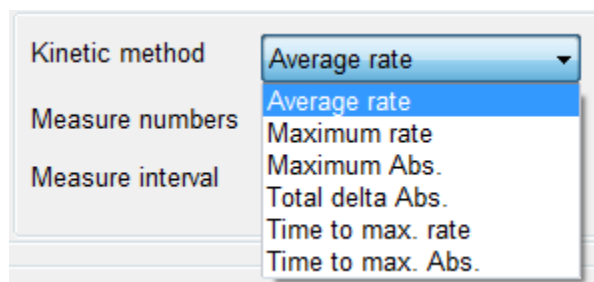 Kinetic method
Average rate
Average rate
Measure numbers
Maximum rate
Maximum Abs.
Measure interval
Total delta Abs.
Time to max. rate
Time to max. Abs.